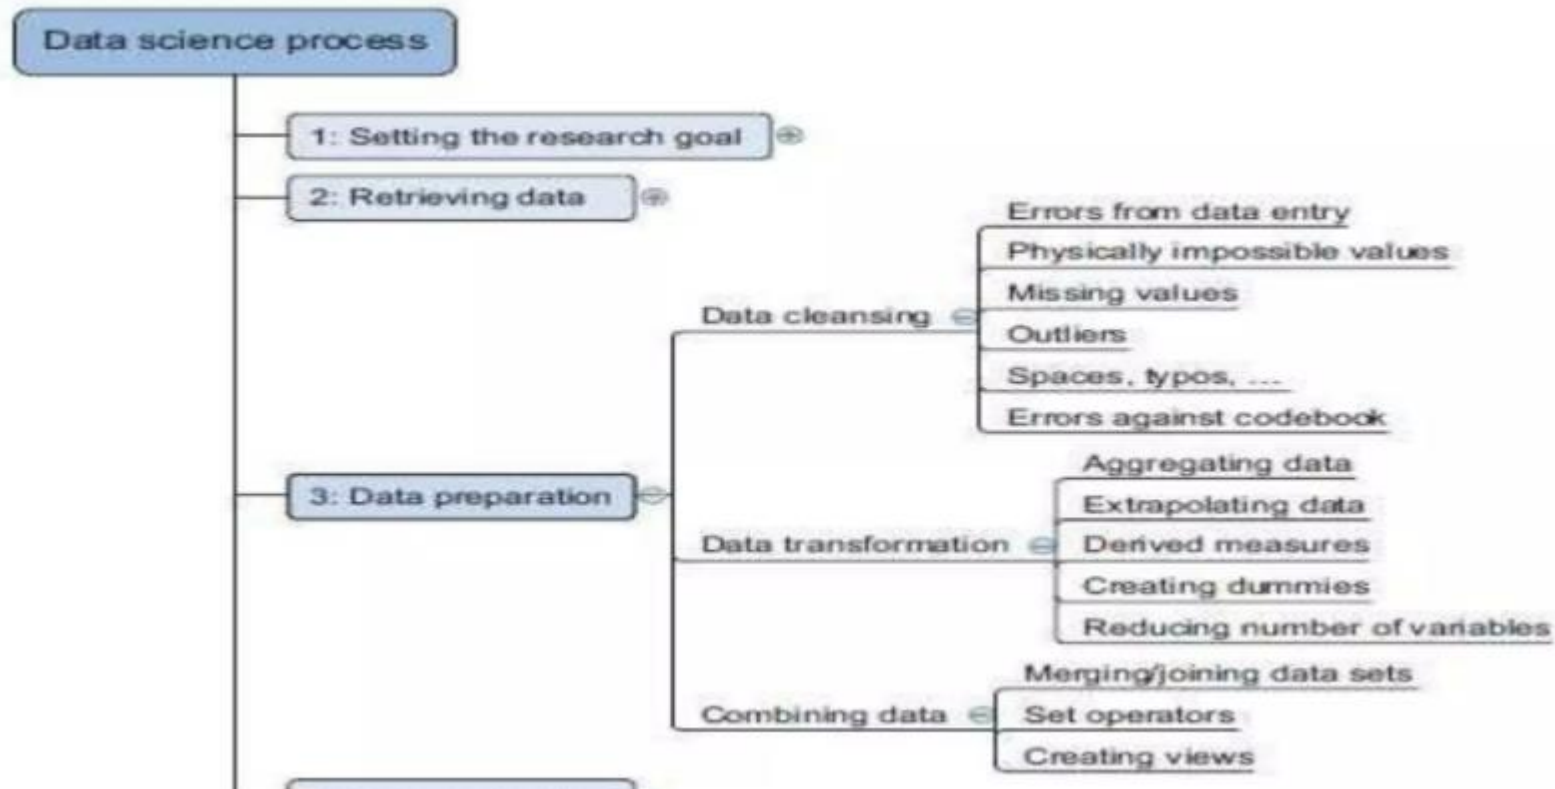 Data science process
1: Setting the research goal
2: Retrieving data
3: Data preparation
Data cleansing
Errors from data entry
Physically impossible values
Missing values
Outliers
Spaces, typos, ...
Errors against codebook
Data transformation
Aggregating data
Extrapolating data
Derived measures
Creating dummies
Reducing number of variables
Combining data
Merging/joining data sets
Set operators
Creating views